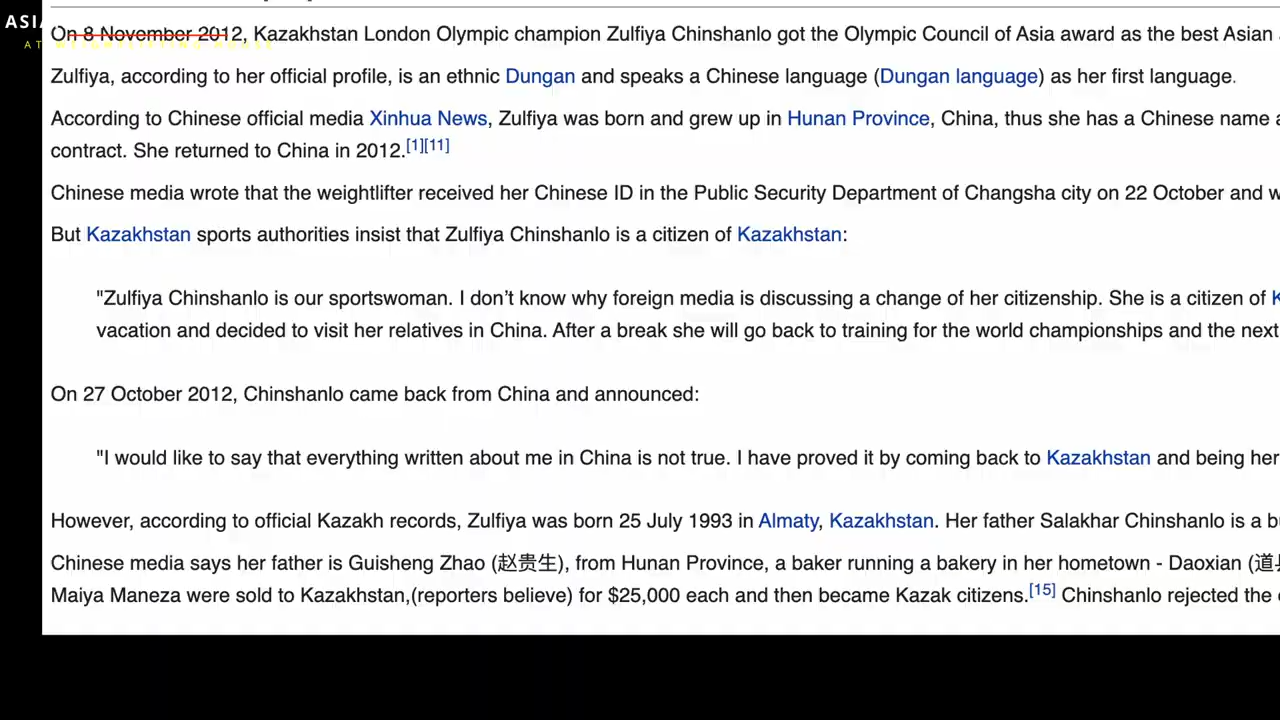 ASI
AT WEIGHTLIFTING HOUSE
On 8 November 2012, Kazakhstan London Olympic champion Zulfiya Chinshanlo got the Olympic Council of Asia award as the best Asian
Zulfiya, according to her official profile, is an ethnic Dungan and speaks a Chinese language (Dungan language) as her first language.
According to Chinese official media Xinhua News, Zulfiya was born and grew up in Hunan Province, China, thus she has a Chinese name a
contract. She returned to China in 2012.[1][11]
Chinese media wrote that the weightlifter received her Chinese ID in the Public Security Department of Changsha city on 22 October and w
But Kazakhstan sports authorities insist that Zulfiya Chinshanlo is a citizen of Kazakhstan:
"Zulfiya Chinshanlo is our sportswoman. I don’t know why foreign media is discussing a change of her citizenship. She is a citizen of K
vacation and decided to visit her relatives in China. After a break she will go back to training for the world championships and the next
On 27 October 2012, Chinshanlo came back from China and announced:
"I would like to say that everything written about me in China is not true. I have proved it by coming back to Kazakhstan and being her
However, according to official Kazakh records, Zulfiya was born 25 July 1993 in Almaty, Kazakhstan. Her father Salakhar Chinshanlo is a b
Chinese media says her father is Guisheng Zhao (赵贵生), from Hunan Province, a baker running a bakery in her hometown - Daoxian (道
Maiya Maneza were sold to Kazakhstan,(reporters believe) for $25,000 each and then became Kazak citizens.[15] Chinshanlo rejected the